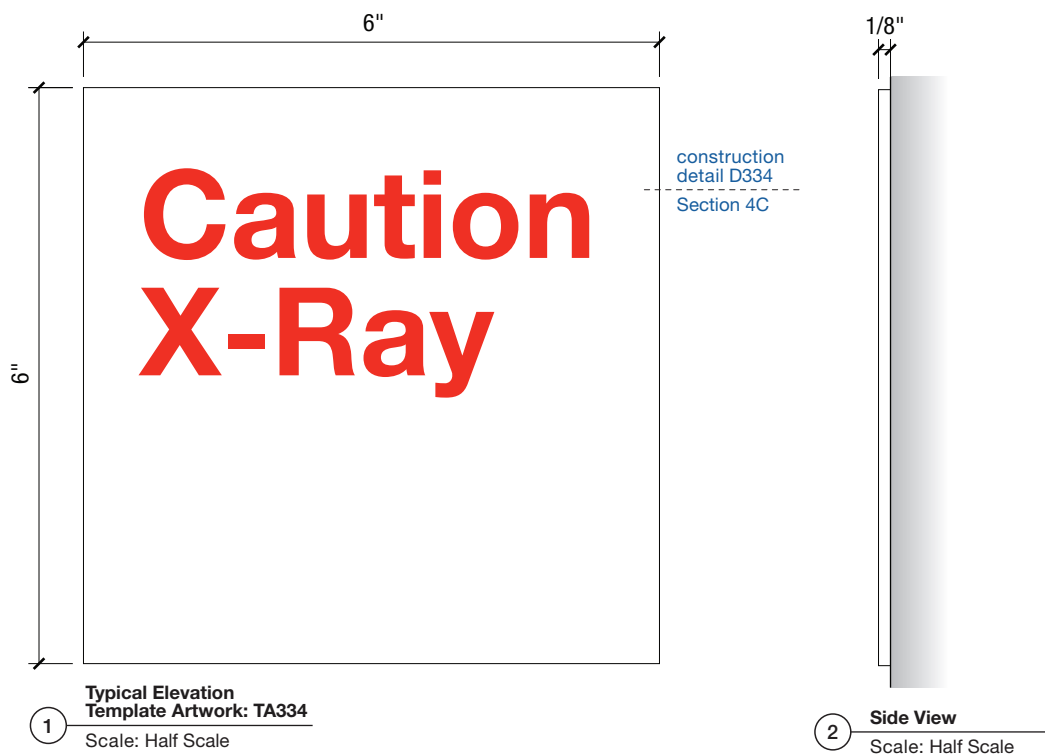 6"
1/8"
Caution
X-Ray
construction
detail D334
Section 4C
6"
Typical Elevation
Template Artwork: TA334
1
Scale: Half Scale
Side View
2
Scale: Half Scale